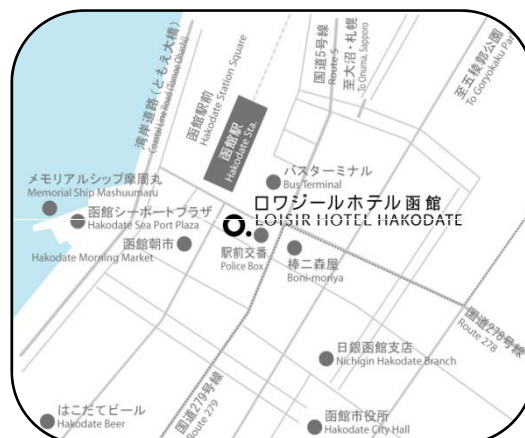 湾岸道路(ともえ大橋)
Coastal Line Road (Tomoe Ohashi)
函館駅前
Hakodate Station Square
函館駅
Hakodate Sta.
国道5号線
Route 5
至大沼・札幌
To Onuma, Sapporo
至五稜郭公園
To Goryokaku Park
メモリアルシップ摩周丸
Memorial Ship Mashuumaru
函館シーポートプラザ
Hakodate Sea Port Plaza
函館朝市
Hakodate Morning Market
バスターミナル
Bus Terminal
ロワジールホテル函館
LOISIR HOTEL HAKODATE
駅前交番
Police Box
棒二森屋
Boni-moriya
国道278号線
Route 278
日銀函館支店
Nichigin Hakodate Branch
国道279号線
Route 279
はこだてビール
Hakodate Beer
函館市役所
Hakodate City Hall